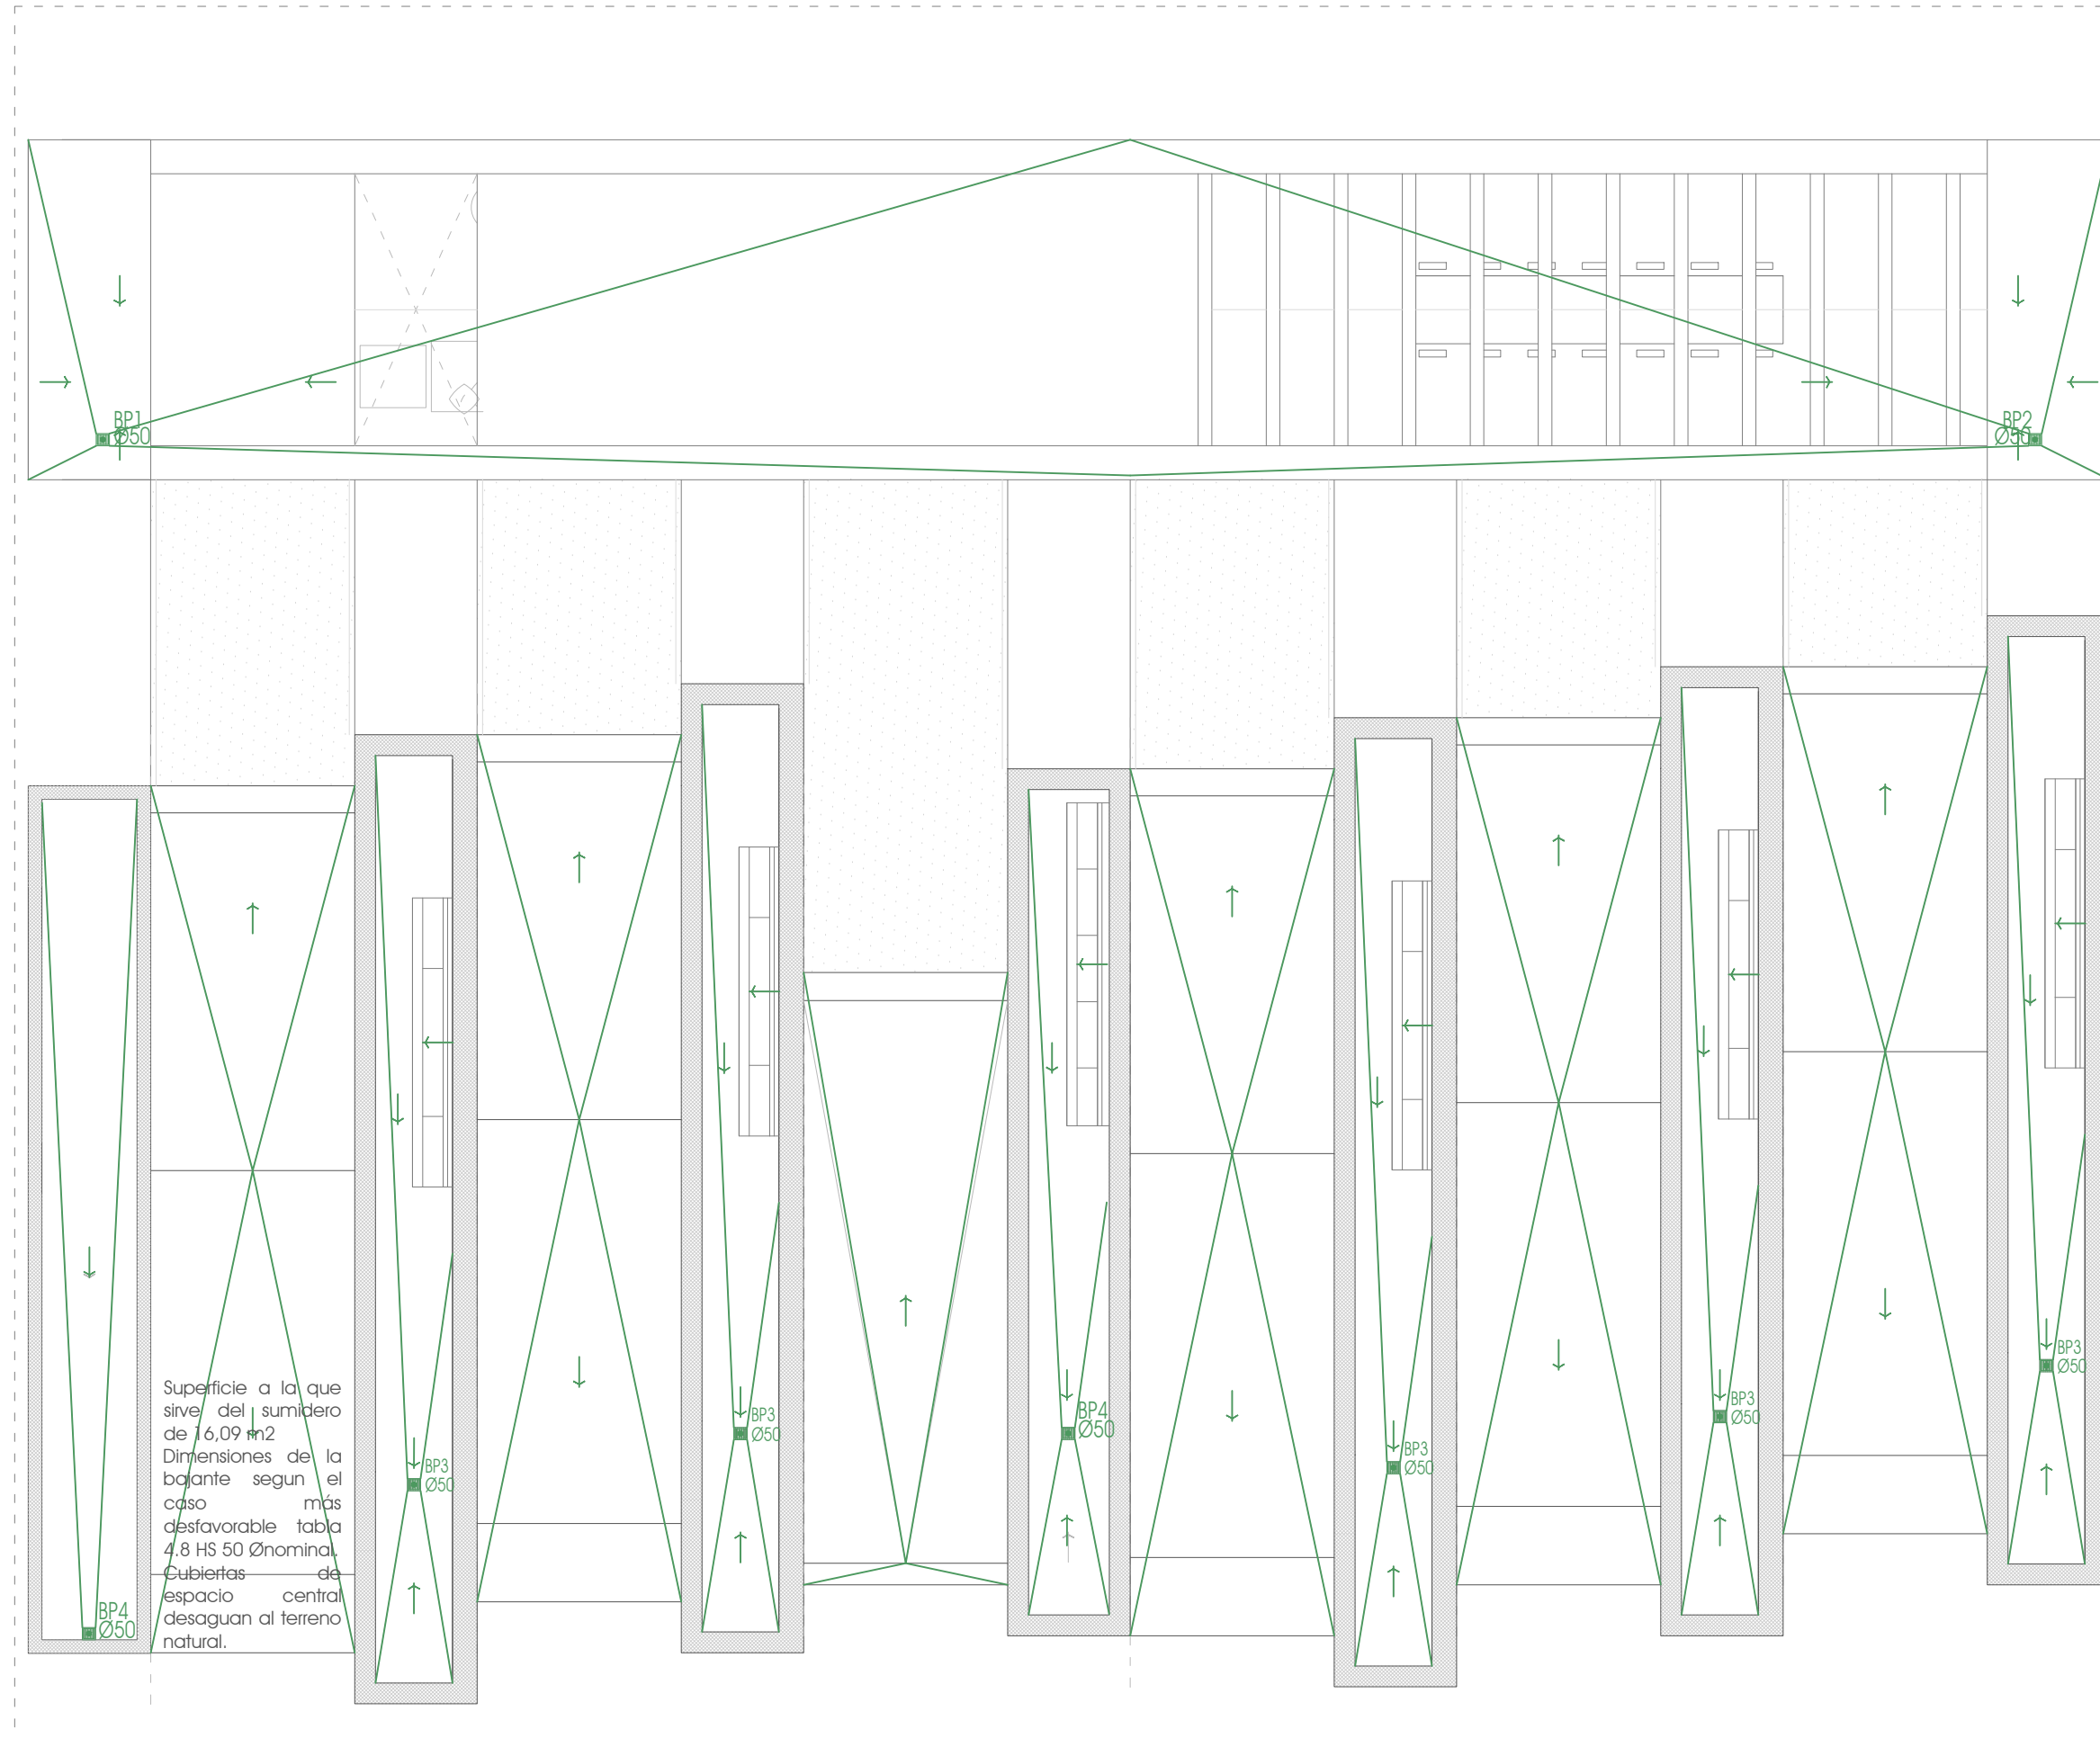 BP1
Ø50
BP2
Ø50
BP3
Ø50
BP3
Ø50
BP4
Ø50
BP3
Ø50
BP3
Ø50
BP3
Ø50
Superficie a la que
sirve del sumidero
de 16,09 m2
Dimensiones de la
bajante segun el
caso más
desfavorable tabla
4.8 HS 50 Ønominal.
Cubiertas de
espacio central
desaguan al terreno
natural.
BP4
Ø50